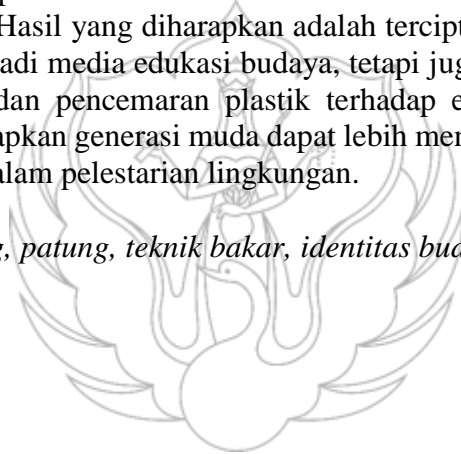 Hasil yang diharapkan adalah tercipt
adi media edukasi budaya, tetapi jug
dan pencemaran plastik terhadap e
pkan generasi muda dapat lebih mer
alam pelestarian lingkungan.
g, patung, teknik bakar, identitas bud